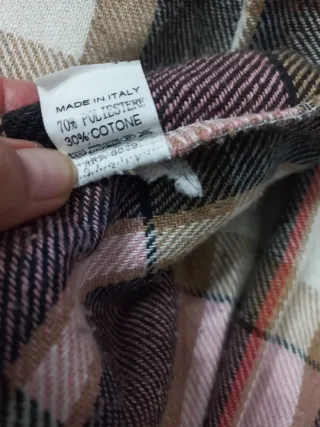 MADE IN ITALY
70% POLIESTERE
30% COTONE